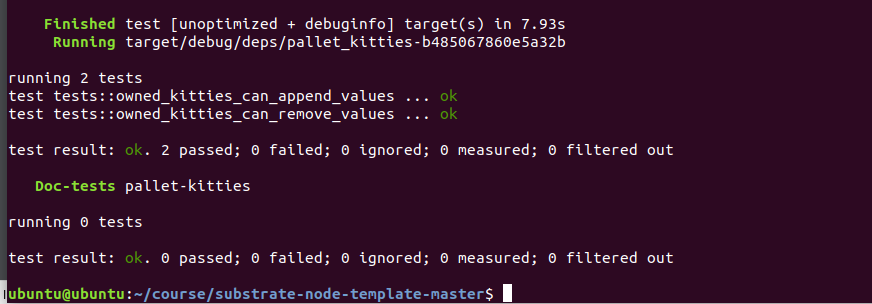 Finished test [unoptimized + debuginfo] target(s) in 7.93s
Running target/debug/deps/pallet_kitties-b485067860e5a32b
running 2 tests
test tests::owned_kitties_can_append_values ... ok
test tests::owned_kitties_can_remove_values ... ok
test result: ok. 2 passed; 0 failed; 0 ignored; 0 measured; 0 filtered out
Doc-tests pallet-kitties
running 0 tests
test result: ok. 0 passed; 0 failed; 0 ignored; 0 measured; 0 filtered out
ubuntu@ubuntu:~/course/substrate-node-template-master$